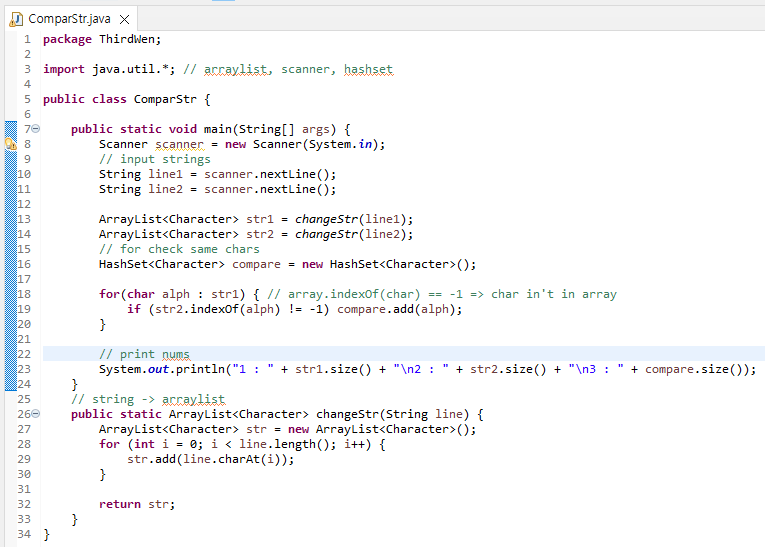 ComparStr.java
1 package ThirdWen;
2
3 import java.util.*; // arraylist, scanner, hashset
4
5 public class ComparStr {
6
7 public static void main(String[] args) {
8 Scanner scanner = new Scanner(System.in);
9 // input strings
10 String line1 = scanner.nextLine();
11 String line2 = scanner.nextLine();
12
13 ArrayList<Character> str1 = changeStr(line1);
14 ArrayList<Character> str2 = changeStr(line2);
15 // for check same chars
16 HashSet<Character> compare = new HashSet<Character>();
17
18 for(char alph : str1) { // array.indexOf(char) == -1 => char in't in array
19 if (str2.indexOf(alph) != -1) compare.add(alph);
20 }
21
22 // print nums
23 System.out.println("1 : " + str1.size() + "\n2 : " + str2.size() + "\n3 : " + compare.size());
24 }
25 // string -> arraylist
26 public static ArrayList<Character> changeStr(String line) {
27 ArrayList<Character> str = new ArrayList<Character>();
28 for (int i = 0; i < line.length(); i++) {
29 str.add(line.charAt(i));
30 }
31
32 return str;
33 }
34 }